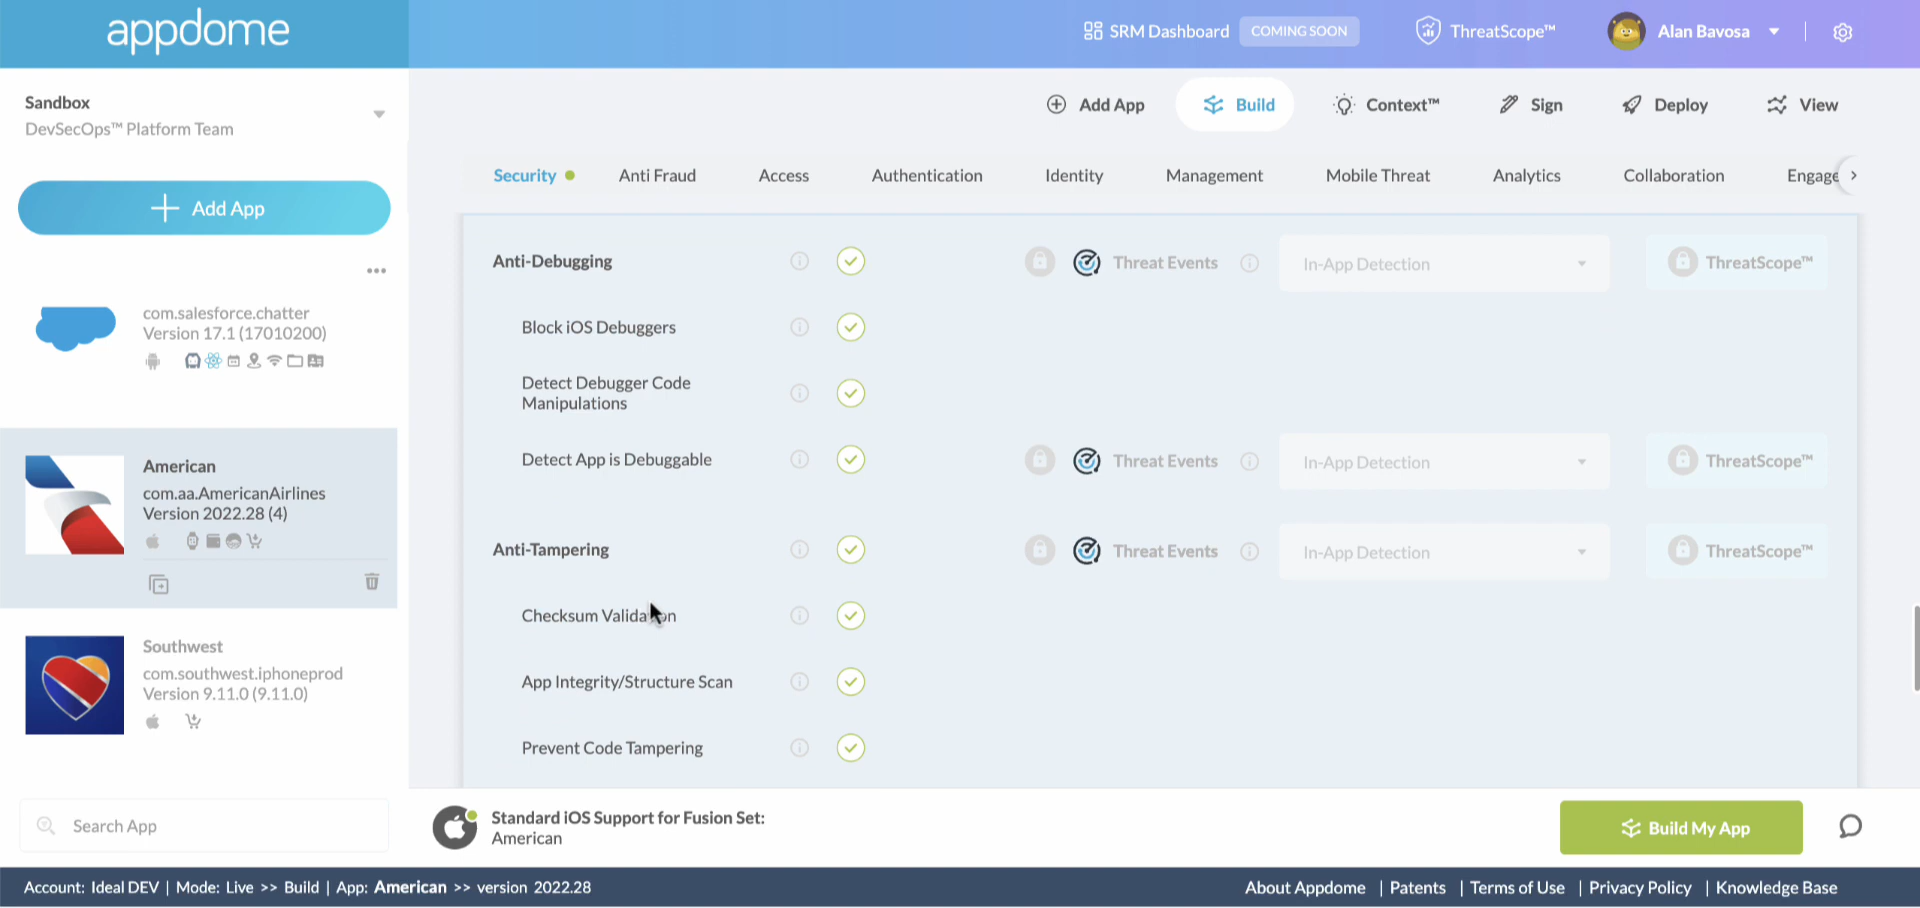 appdome
SRM Dashboard
COMING SOON
ThreatScope™
Alan Bavosa
Sandbox
DevSecOps™ Platform Team
Add App
Build
Context™
Sign
Deploy
View
Security
Anti Fraud
Access
Authentication
Identity
Management
Mobile Threat
Analytics
Collaboration
Engage
Add App
com.salesforce.chatter
Version 17.1 (17010200)
American
com.aa.AmericanAirlines
Version 2022.28 (4)
Southwest
com.southwest.iphoneprod
Version 9.11.0 (9.11.0)
Search App
Anti-Debugging
Threat Events
In-App Detection
ThreatScope™
Block iOS Debuggers
Detect Debugger Code
Manipulations
Detect App is Debuggable
Threat Events
In-App Detection
ThreatScope™
Anti-Tampering
Threat Events
In-App Detection
ThreatScope™
Checksum Validation
App Integrity/Structure Scan
Prevent Code Tampering
Standard iOS Support for Fusion Set:
American
Build My App
Account: Ideal DEV | Mode: Live >> Build | App: American >> version 2022.28
About Appdome | Patents | Terms of Use | Privacy Policy | Knowledge Base